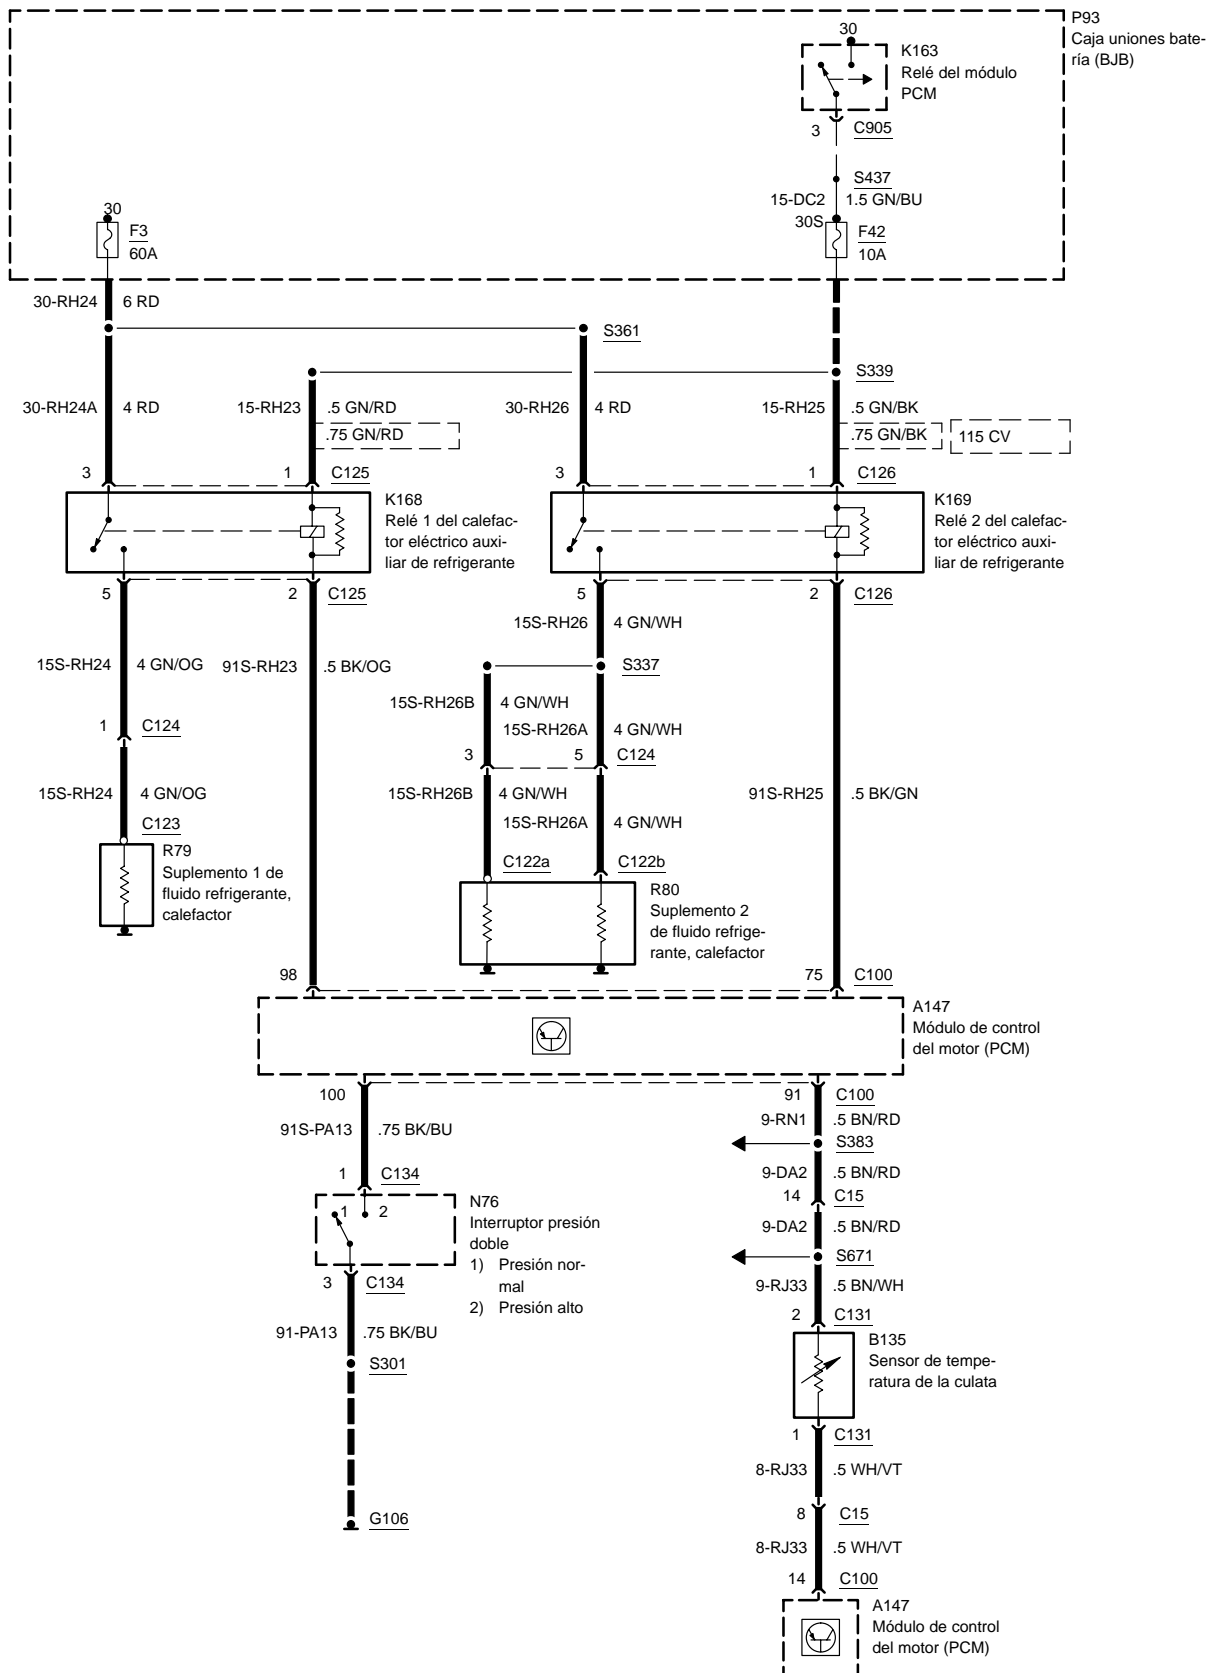 P93
Caja uniones bate-
ría (BJB)
30
K163
Relé del módulo
PCM
3 C905
S437
15-DC2 1.5 GN/BU
30 30S
F3 F42
60A 10A
30-RH24 6 RD
S361
S339
30-RH24A 4 RD 15-RH23 .5 GN/RD 30-RH26 4 RD 15-RH25 .5 GN/BK
.75 GN/RD .75 GN/BK 115 CV
3 1 C125 3 1 C126
K168
Relé 1 del calefac-
tor eléctrico auxi-
liar de refrigerante
K169
Relé 2 del calefac-
tor eléctrico auxi-
liar de refrigerante
5 2 C125 5 2 C126
15S-RH26 4 GN/WH
15S-RH24 4 GN/OG 91S-RH23 .5 BK/OG S337
15S-RH26B 4 GN/WH
1 C124 15S-RH26A 4 GN/WH
3 5 C124
15S-RH24 4 GN/OG 15S-RH26B 4 GN/WH 91S-RH25 .5 BK/GN
C123 15S-RH26A 4 GN/WH
R79
Suplemento 1 de
fluido refrigerante,
calefactor
C122a C122b
R80
Suplemento 2
de fluido refrige-
rante, calefactor
98 75 C100
A147
Módulo de control
del motor (PCM)
100 91 C100
9-RN1 .5 BN/RD
91S-PA13 .75 BK/BU S383
9-DA2 .5 BN/RD
1 C134 14 C15
1 2
N76
Interruptor presión
doble
1) Presión nor-
mal
2) Presión alto
9-DA2 .5 BN/RD
S671
3 C134 9-RJ33 .5 BN/WH
2 C131
91-PA13 .75 BK/BU
B135
Sensor de tempe-
ratura de la culata
S301
1 C131
8-RJ33 .5 WH/VT
G106 8 C15
8-RJ33 .5 WH/VT
14 C100
A147
Módulo de control
del motor (PCM)